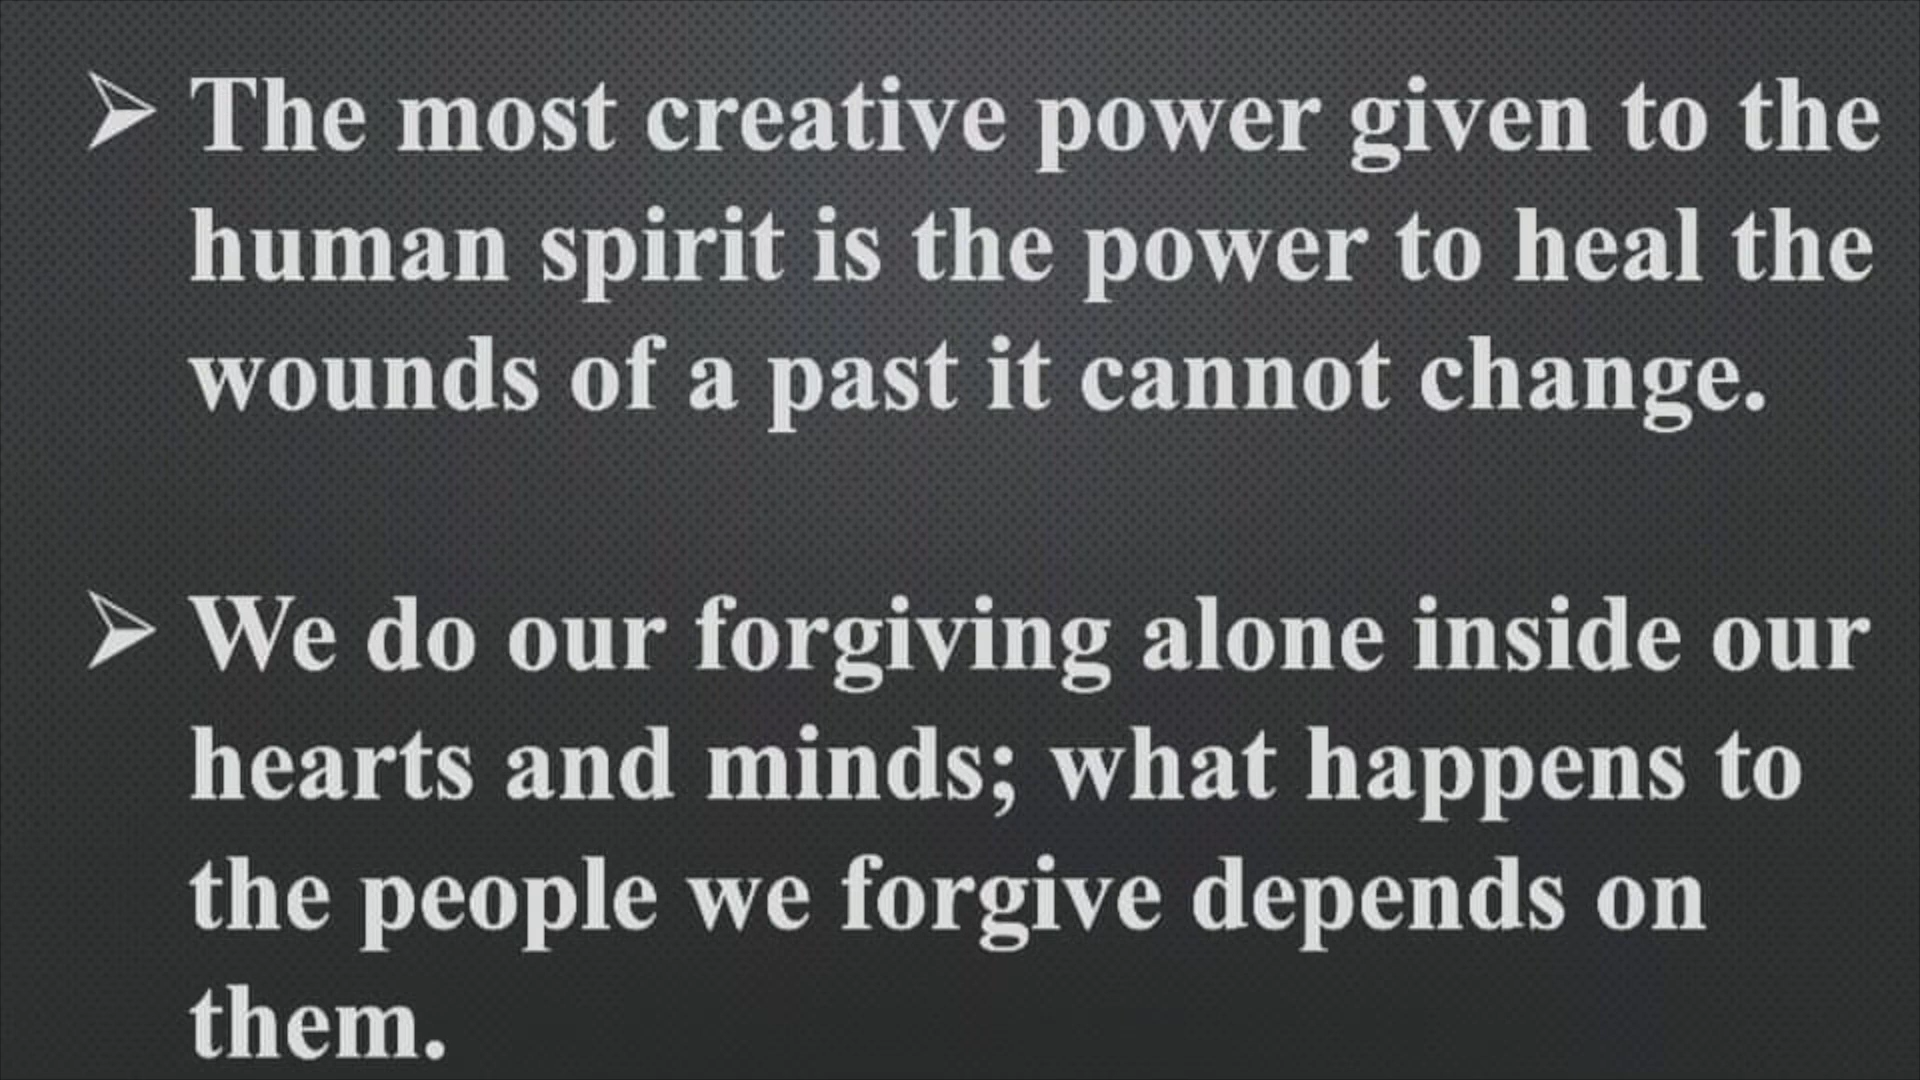 ➢ The most creative power given to the
human spirit is the power to heal the
wounds of a past it cannot change.
➢ We do our forgiving alone inside our
hearts and minds; what happens to
the people we forgive depends on
them.